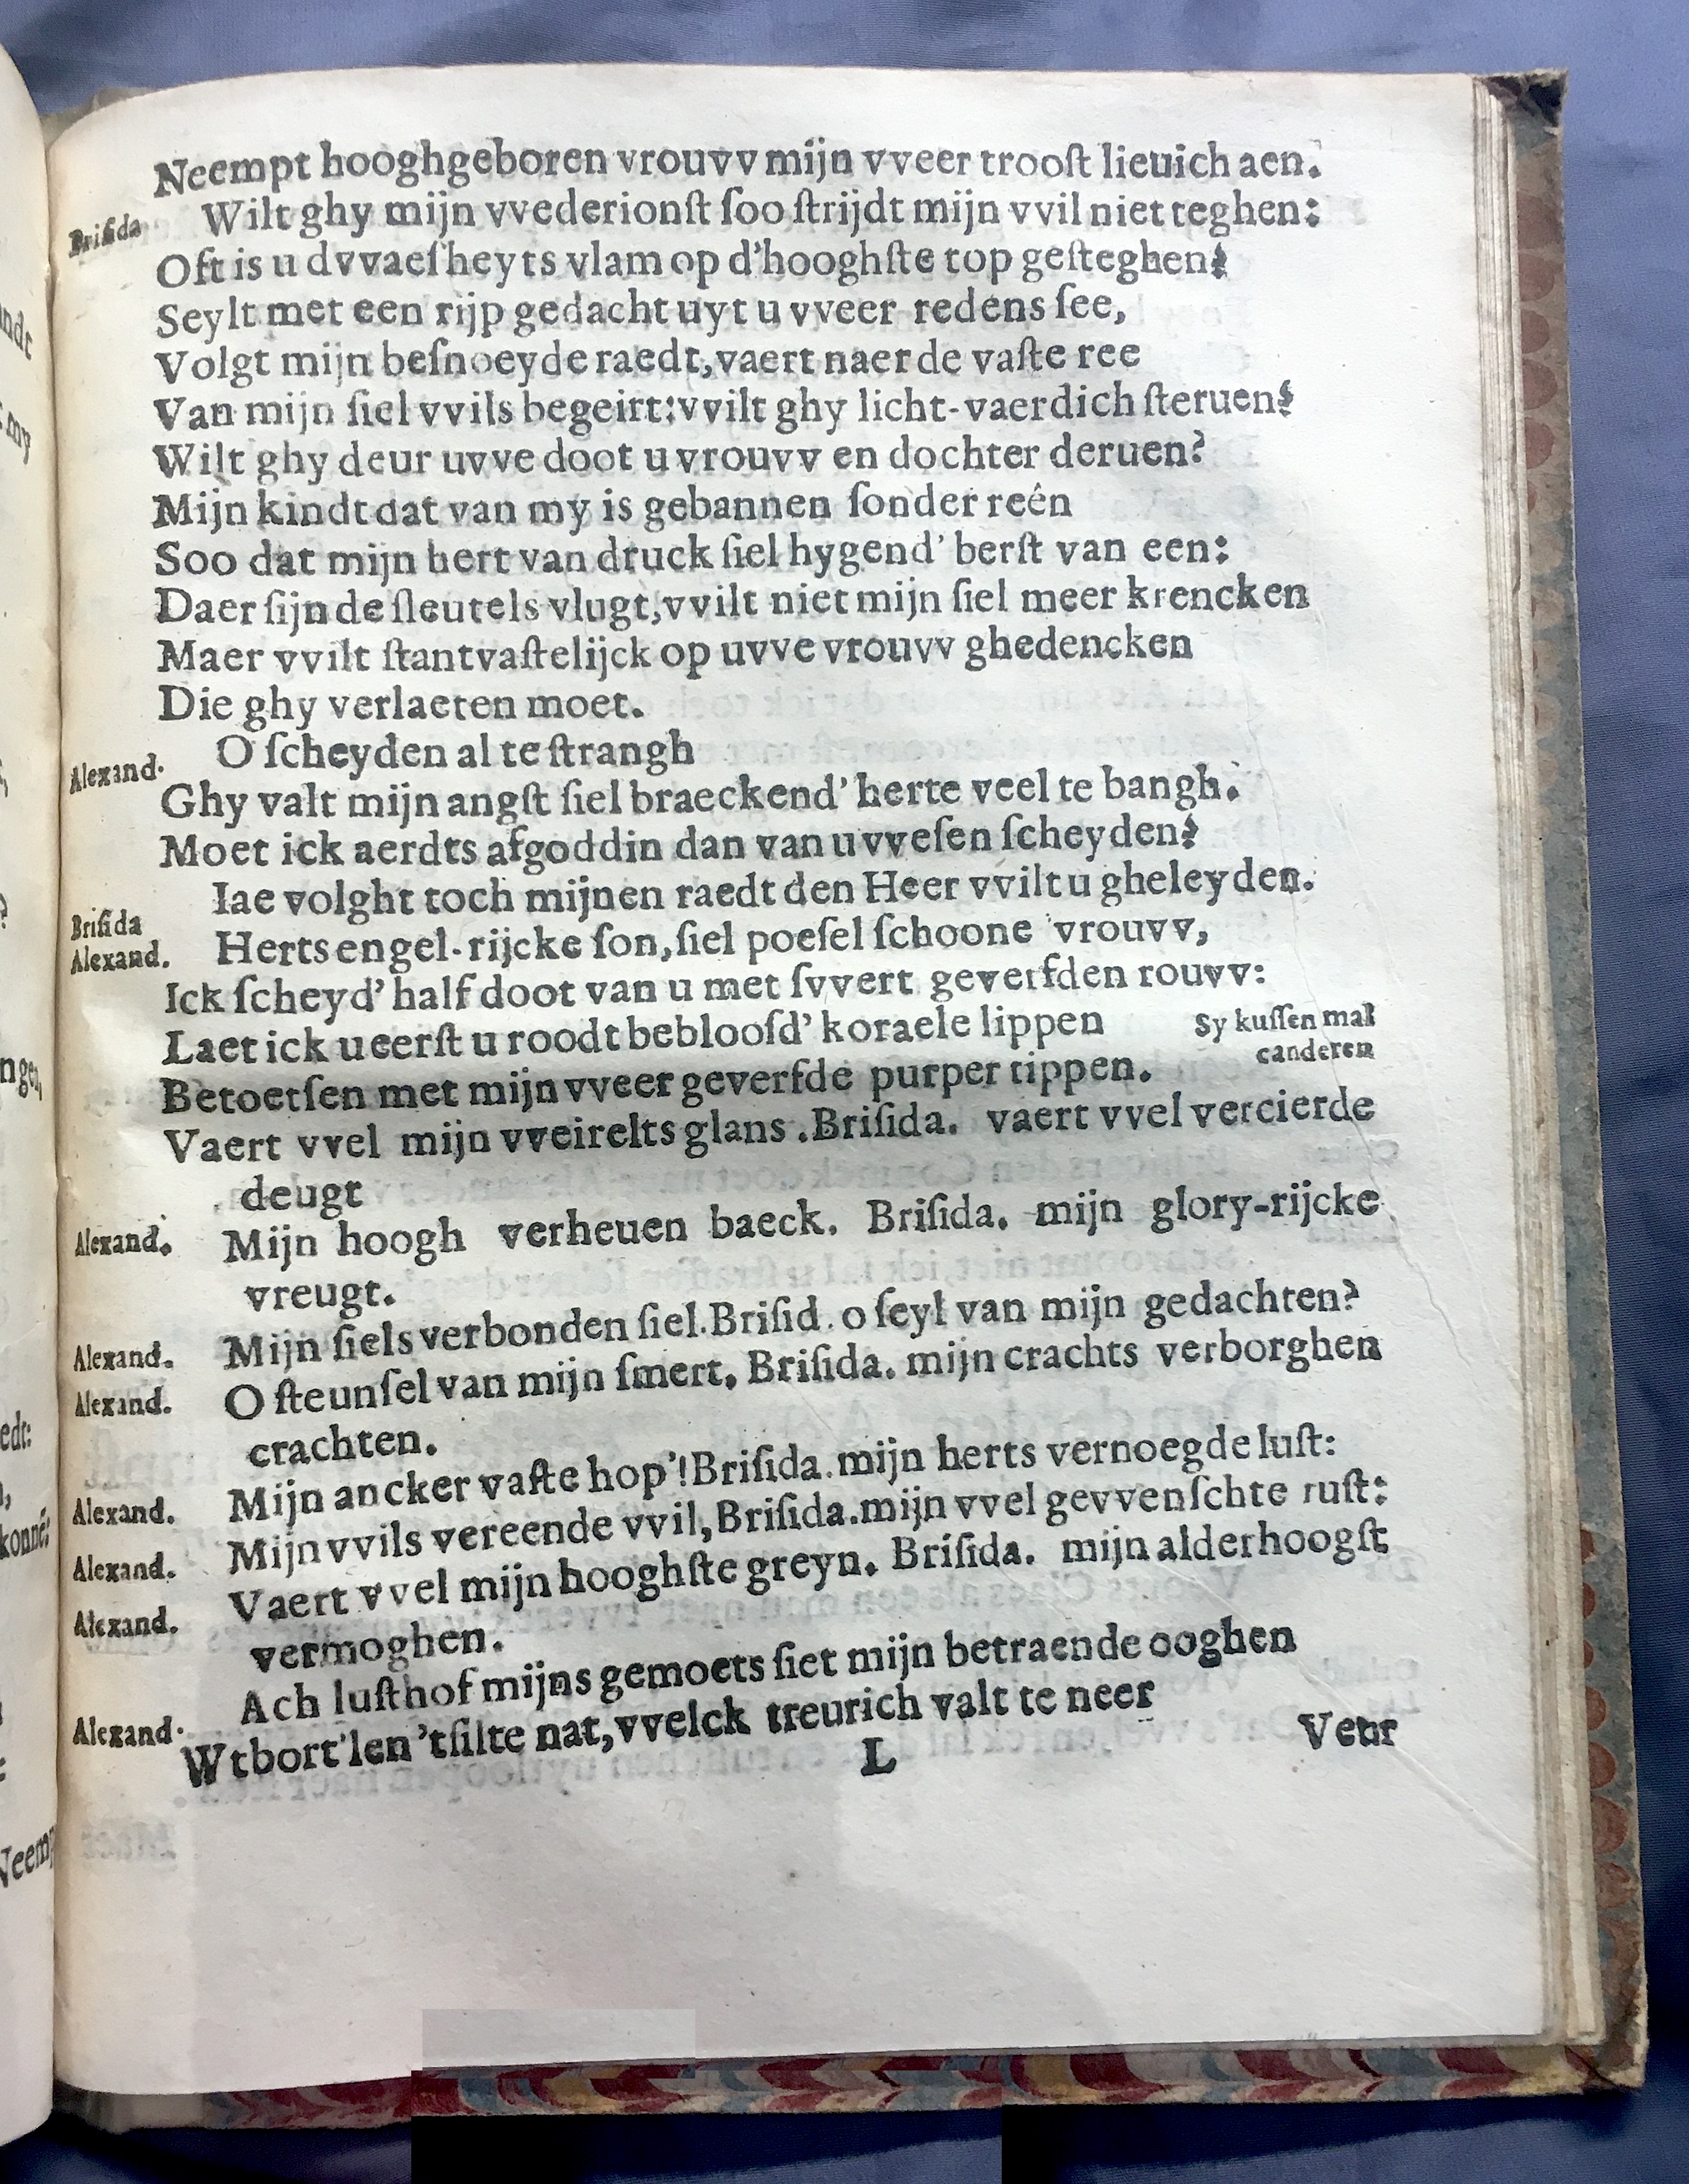 Neempt hooghgeboren vrouvv mijn vveer trooſt lieuich aen.
Briſida Wilt ghy mijn vvederionſt ſoo ſtrijdt mijn vvil niet teghen:
Oft is u dvvaeſheyts vlam op d'hooghſte top geſteghen?
Seylt met een rijp gedacht uyt u vveer redens ſee,
Volgt mijn beſnoeyde raedt, vaert naer de vaſte ree
Van mijn ſiel vvils begeirt: vvilt ghy licht-vaerdich ſteruen?
Wilt ghy deur uvve doot u vrouvv en dochter deruen?
Mijn kindt dat van my is gebannen ſonder reên
Soo dat mijn hert van druck ſiel hygend' berſt van een:
Daer ſijn de ſleutels vlugt, vvilt niet mijn ſiel meer krencken
Maer vvilt ſtantvaſtelijck op uvve vrouvv ghedencken
Die ghy verlaeten moet.
Alexand. O ſcheyden al te ſtrangh
Ghy valt mijn angſt ſiel braeckend' herte veel te bangh.
Moet ick aerdts afgoddin dan van u vveſen ſcheyden?
Briſida Iae volght toch mijnen raedt den Heer vvilt u gheleyden.
Alexand. Herts engel-rijcke ſon, ſiel poeſel ſchoone vrouvv,
Ick ſcheyd' half doot van u met ſvvert geverfden rouvv:
Laet ick u eerſt u roodt beblooſd' koraele lippen Sy kuſſen mal
Betoetſen met mijn vveer geverfde purper tippen. canderen
Vaert vvel mijn vveirelts glans. Briſida. vaert vvel vercierde
deugt
Alexand. Mijn hoogh verheuen baeck. Briſida. mijn glory-rijcke
vreugt.
Alexand. Mijn ſiels verbonden ſiel. Briſid. o ſeyl van mijn gedachten?
Alexand. O ſteunſel van mijn ſmert. Briſida. mijn crachts verborghen
crachten.
Alexand. Mijn ancker vaſte hop'! Briſida. mijn herts vernoegde luſt:
Alexand. Mijn vvils vereende vvil, Briſida. mijn vvel gevvenſchte ruſt:
Alexand. Vaert vvel mijn hooghſte greyn. Briſida. mijn alderhoogſt
vermoghen.
Alexand. Ach luſthof mijns gemoets ſiet mijn betraende ooghen
Wtbort'len 'tſilte nat, vvelck treurich valt te neer
L Veur